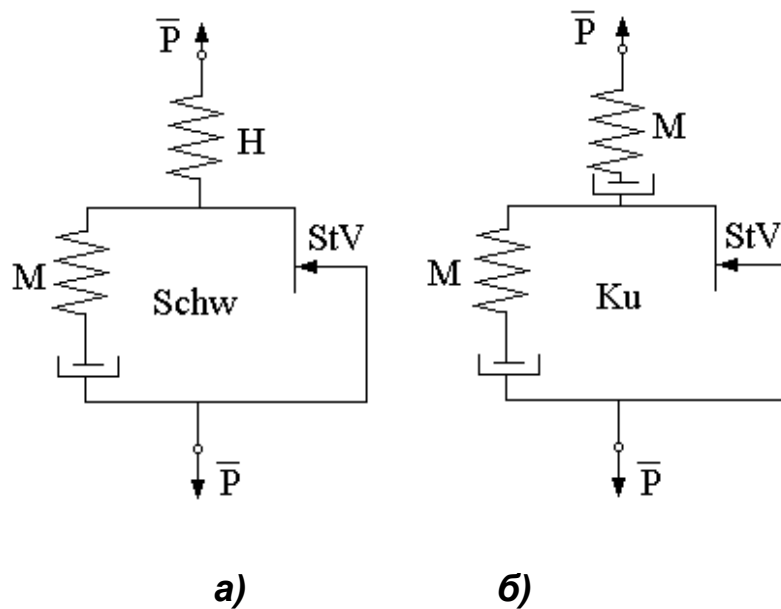 P̅ P̅
H M
StV StV
M M
Schw Ku
P̅ P̅
а) б)